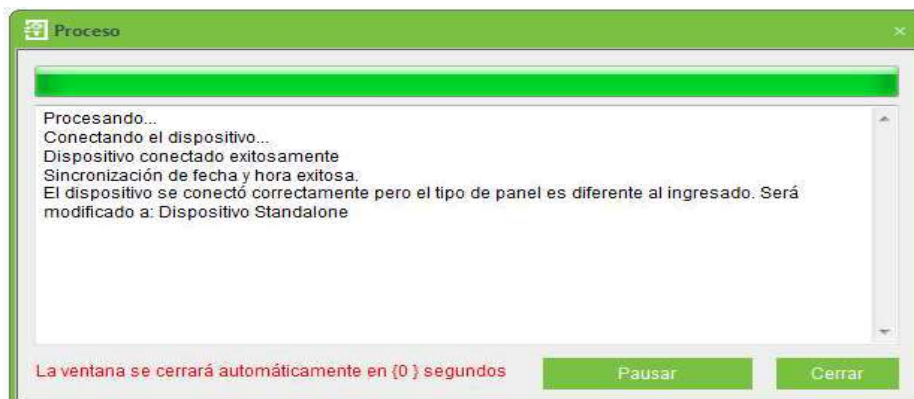 Proceso
Procesando...
Conectando el dispositivo...
Dispositivo conectado exitosamente
Sincronización de fecha y hora exitosa.
El dispositivo se conectó correctamente pero el tipo de panel es diferente al ingresado. Será
modificado a: Dispositivo Standalone
La ventana se cerrará automáticamente en {0 } segundos
Pausar
Cerrar